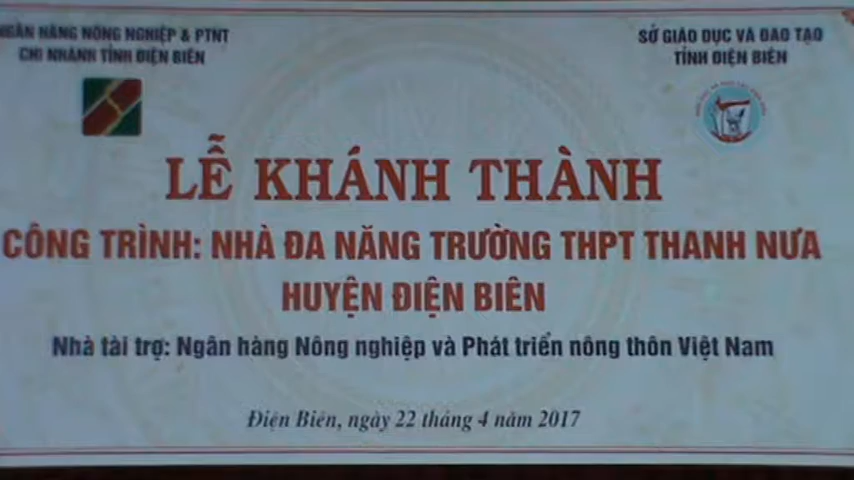 NGÂN HÀNG NÔNG NGHIỆP & PTNT
CHI NHÁNH TỈNH ĐIỆN BIÊN
SỞ GIÁO DỤC VÀ ĐÀO TẠO
TỈNH ĐIỆN BIÊN
LỄ KHÁNH THÀNH
CÔNG TRÌNH: NHÀ ĐA NĂNG TRƯỜNG THPT THANH NƯA
HUYỆN ĐIỆN BIÊN
Nhà tài trợ: Ngân hàng Nông nghiệp và Phát triển nông thôn Việt Nam
Điện Biên, ngày 22 tháng 4 năm 2017